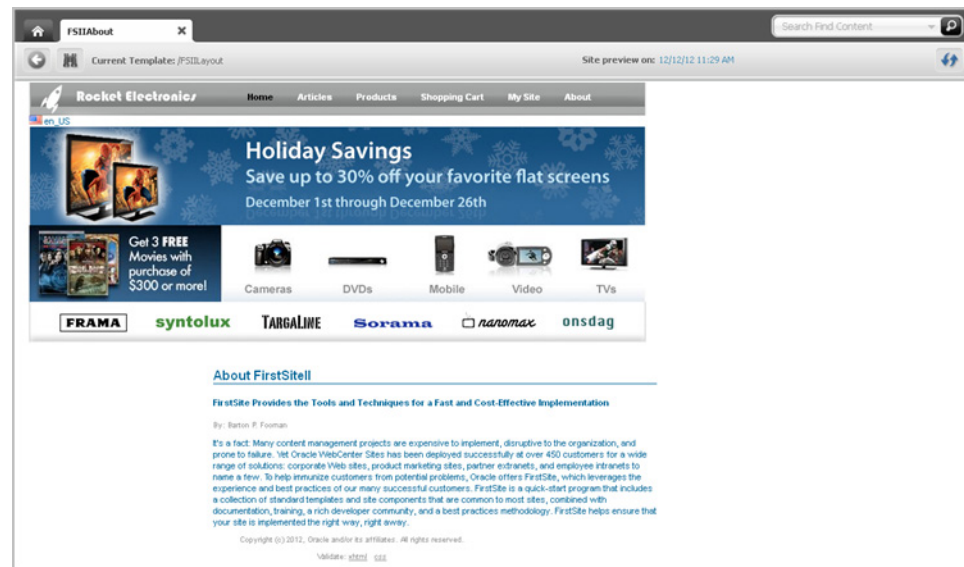 FSIIAbout
Search Find Content
Current Template: /FSIILayout
Site preview on: 12/12/12 11:29 AM
Rocket Electronics
Home Articles Products Shopping Cart My Site About
en_US
Holiday Savings
Save up to 30% off your favorite flat screens
December 1st through December 26th
Get 3 FREE
Movies with
purchase of
$300 or more!
Cameras DVDs Mobile Video TVs
FRAMA syntolux TARGALINE Sorama nanomax onsdag
About FirstSiteII
FirstSite Provides the Tools and Techniques for a Fast and Cost-Effective Implementation
By: Barton P. Fooman
It's a fact: Many content management projects are expensive to implement, disruptive to the organization, and
prone to failure. Yet Oracle WebCenter Sites has been deployed successfully at over 450 customers for a wide
range of solutions: corporate Web sites, product marketing sites, partner extranets, and employee intranets to
name a few. To help immunize customers from potential problems, Oracle offers FirstSite, which leverages the
experience and best practices of our many successful customers. FirstSite is a quick-start program that includes
a collection of standard templates and site components that are common to most sites, combined with
documentation, training, a rich developer community, and a best practices methodology. FirstSite helps ensure that
your site is implemented the right way, right away.
Copyright (c) 2012, Oracle and/or its affiliates. All rights reserved.
Validate: xhtml css